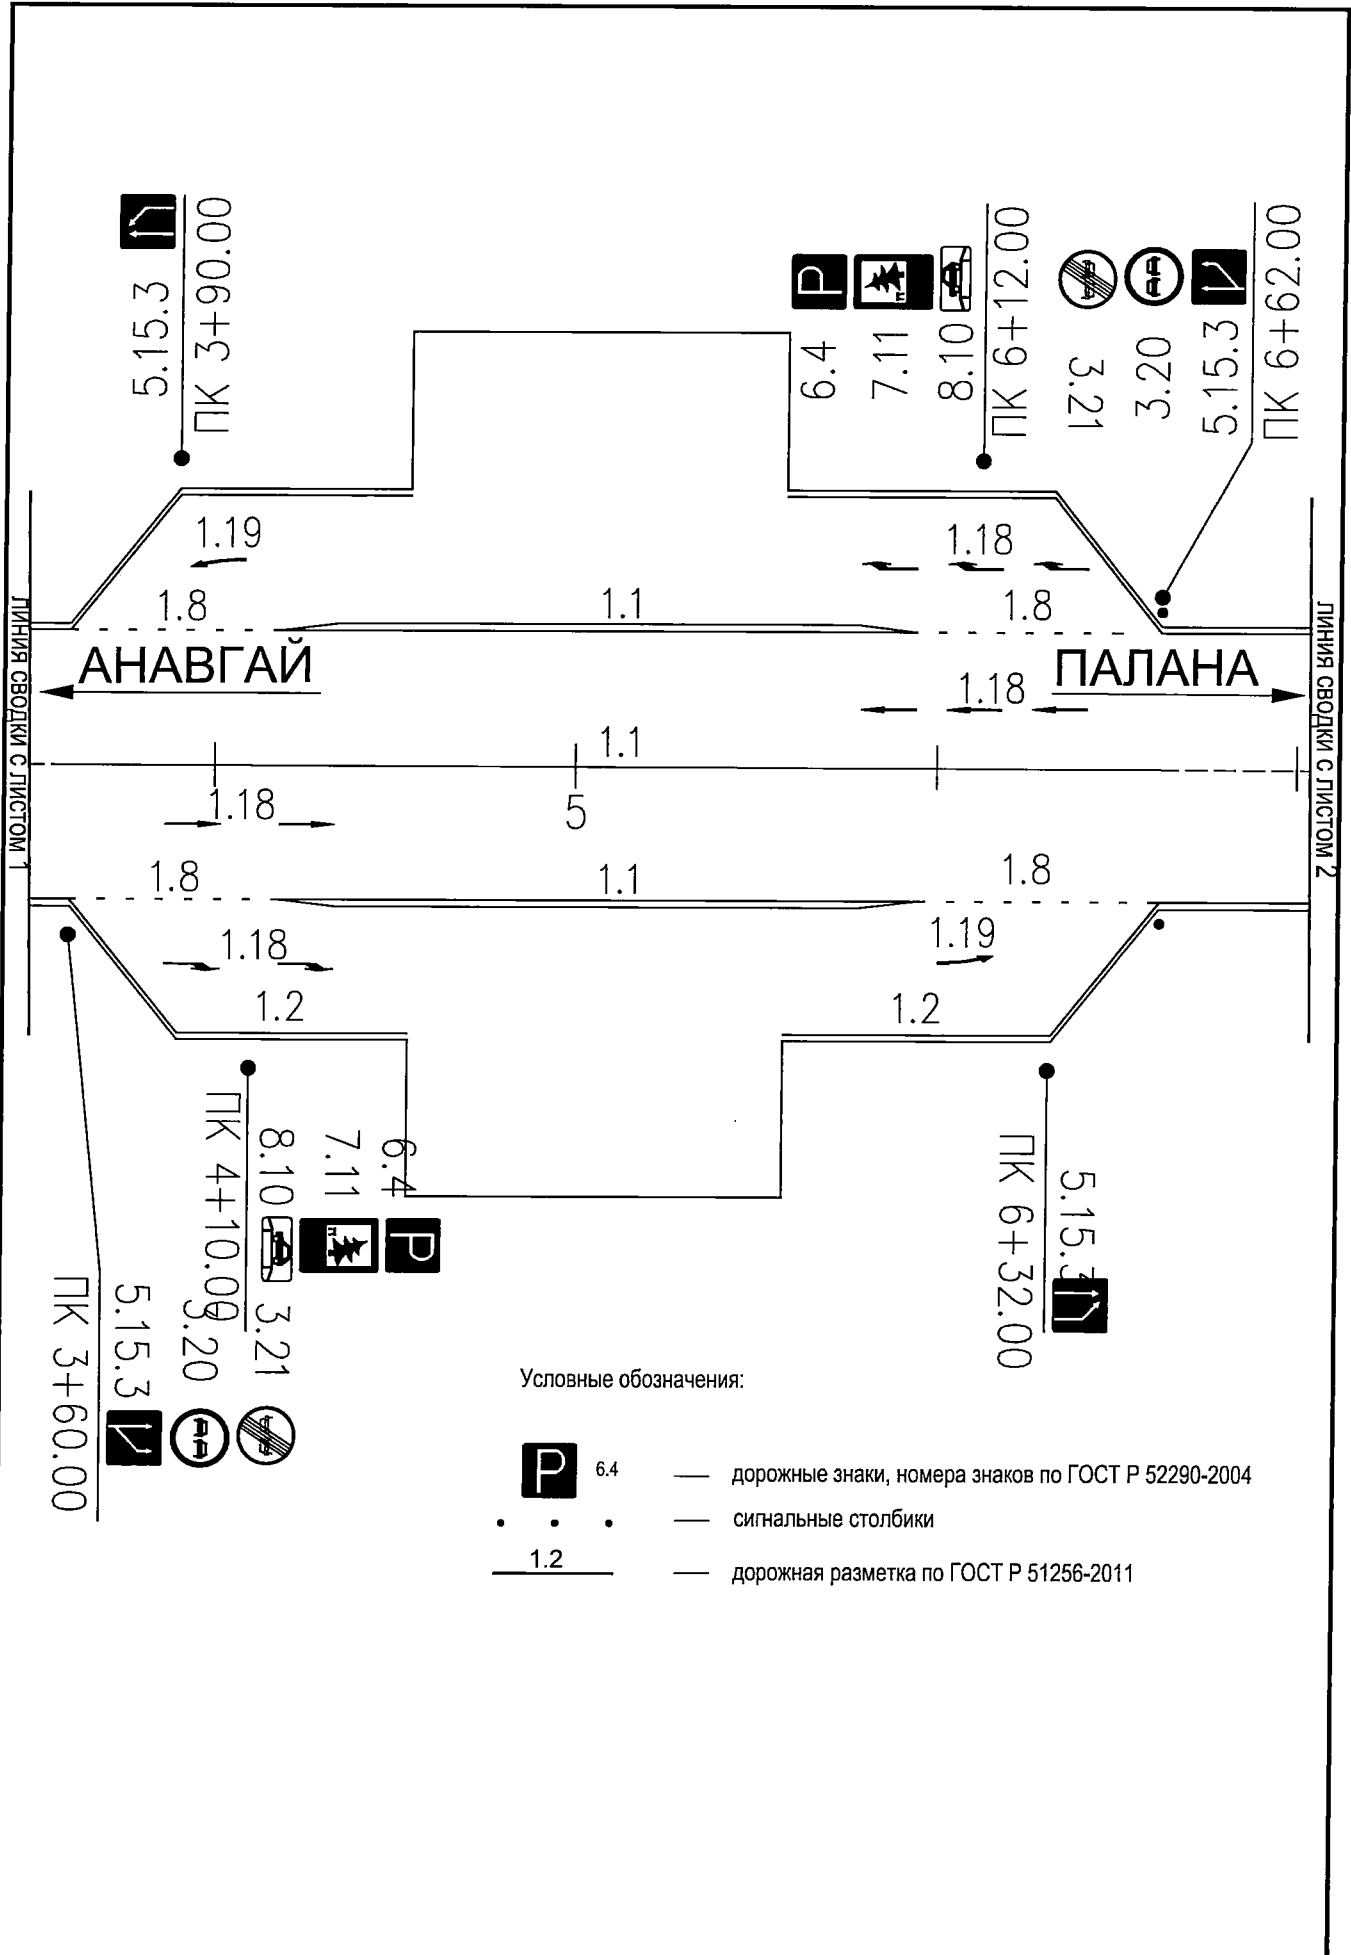 5.15.3
ПК 3+90.00
6.4
7.11
8.10
ПК 6+12.00
3.21
3.20
5.15.3
ПК 6+62.00
1.19
1.18
1.8
1.1
1.8
АНАВГАЙ
ПАЛАНА
1.18
1.1
5
1.18
1.8
1.1
1.8
1.18
1.19
1.2
1.2
ЛИНИЯ СВОДКИ С ЛИСТОМ 1
ЛИНИЯ СВОДКИ С ЛИСТОМ 2
ПК 3+60.00
5.15.3
3.20
3.21
ПК 4+10.00
8.10
7.11
6.4
P
P
ПК 6+32.00
5.15.3
Условные обозначения:
P 6.4 — дорожные знаки, номера знаков по ГОСТ Р 52290-2004
— сигнальные столбики
1.2 — дорожная разметка по ГОСТ Р 51256-2011